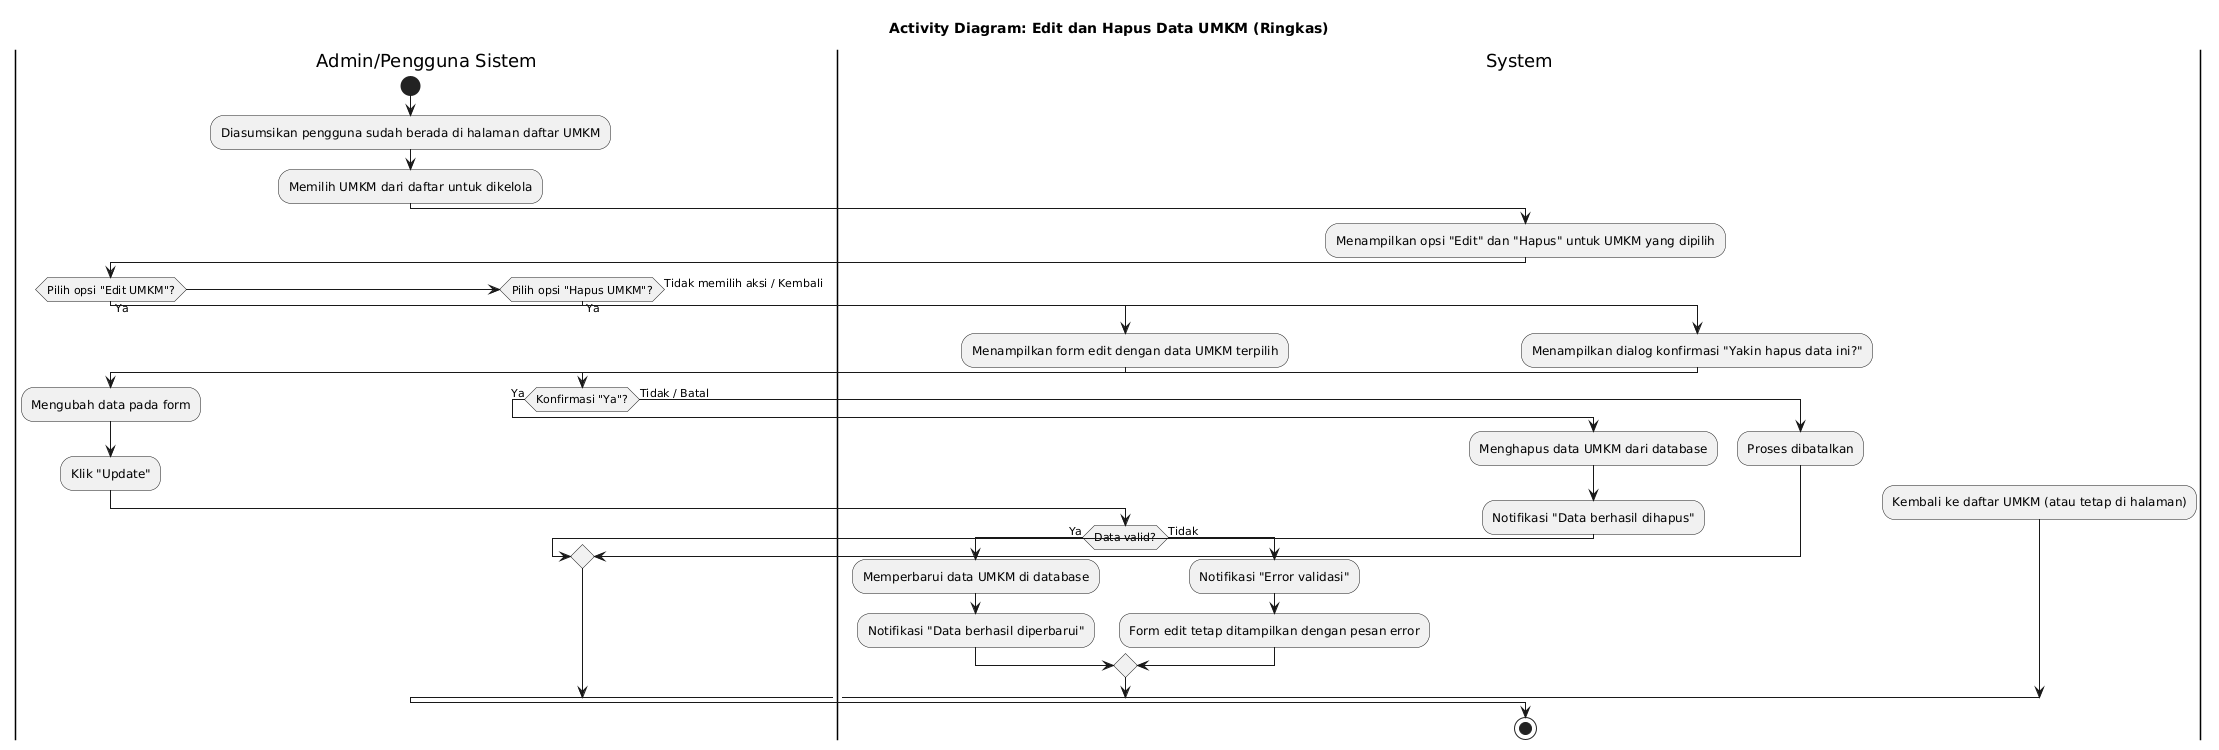 Activity Diagram: Edit dan Hapus Data UMKM (Ringkas)
Admin/Pengguna Sistem
System
Diasumsikan pengguna sudah berada di halaman daftar UMKM
Memilih UMKM dari daftar untuk dikelola
Menampilkan opsi "Edit" dan "Hapus" untuk UMKM yang dipilih
Pilih opsi "Edit UMKM"?
Pilih opsi "Hapus UMKM"?
Tidak memilih aksi / Kembali
Ya
Ya
Menampilkan form edit dengan data UMKM terpilih
Menampilkan dialog konfirmasi "Yakin hapus data ini?"
Mengubah data pada form
Ya
Konfirmasi "Ya"?
Tidak / Batal
Menghapus data UMKM dari database
Proses dibatalkan
Klik "Update"
Kembali ke daftar UMKM (atau tetap di halaman)
Notifikasi "Data berhasil dihapus"
Ya
Data valid?
Tidak
Memperbarui data UMKM di database
Notifikasi "Error validasi"
Notifikasi "Data berhasil diperbarui"
Form edit tetap ditampilkan dengan pesan error